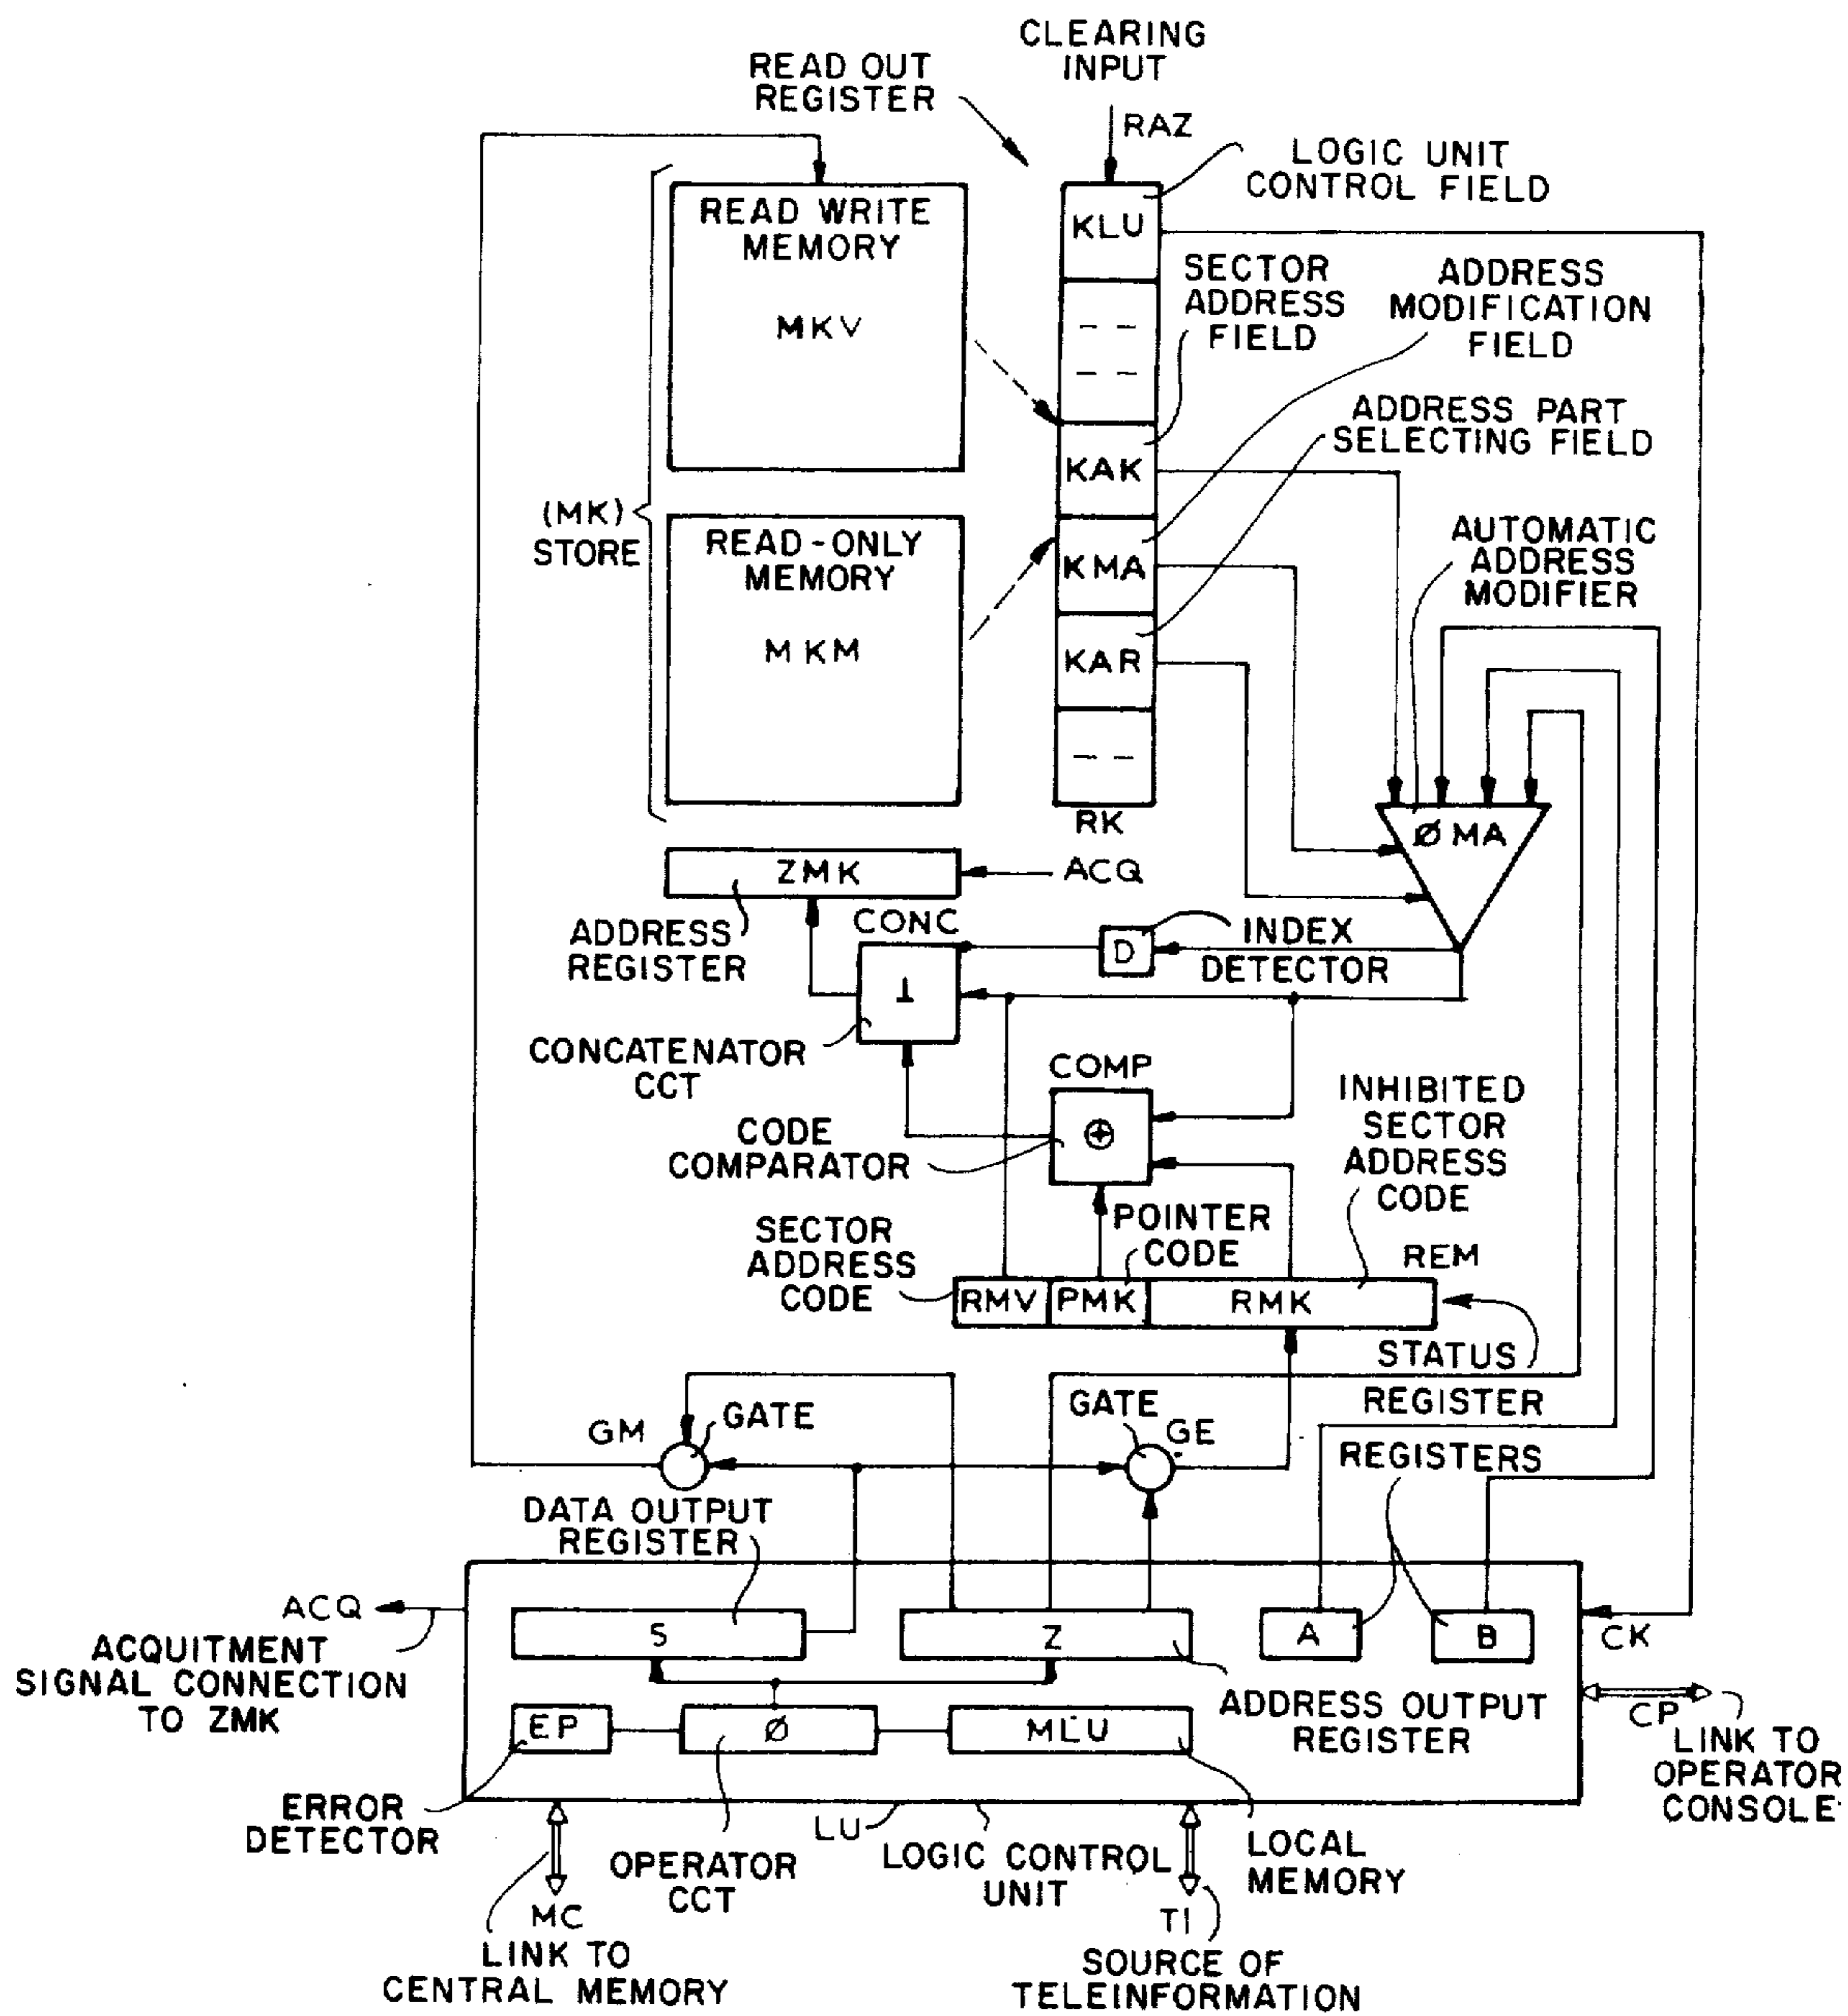 CLEARING
INPUT
READ OUT
REGISTER
RAZ
LOGIC UNIT
CONTROL FIELD
READ WRITE
MEMORY
MKV
KLU
SECTOR
ADDRESS
FIELD
ADDRESS
MODIFICATION
FIELD
ADDRESS PART
SELECTING FIELD
KAK
(MK)
STORE
READ-ONLY
MEMORY
MKM
KMA
KAR
AUTOMATIC
ADDRESS
MODIFIER
RK
ØMA
ZMK
ACQ
ADDRESS
REGISTER
CONC
D
INDEX
DETECTOR
⊥
CONCATENATOR
CCT
COMP
⊕
CODE
COMPARATOR
INHIBITED
SECTOR
ADDRESS
CODE
SECTOR
ADDRESS
CODE
POINTER
CODE
REM
RMV
PMK
RMK
STATUS
REGISTER
GM
GATE
GATE
GE
REGISTERS
DATA OUTPUT
REGISTER
ACQ
ACQUITMENT
SIGNAL CONNECTION
TO ZMK
S
Z
A
B
CK
EP
Ø
MLU
ADDRESS OUTPUT
REGISTER
CP
LINK TO
OPERATOR
CONSOLE
ERROR
DETECTOR
OPERATOR
CCT
LU
LOGIC CONTROL
UNIT
LOCAL
MEMORY
MC
LINK TO
CENTRAL MEMORY
TI
SOURCE OF
TELEINFORMATION